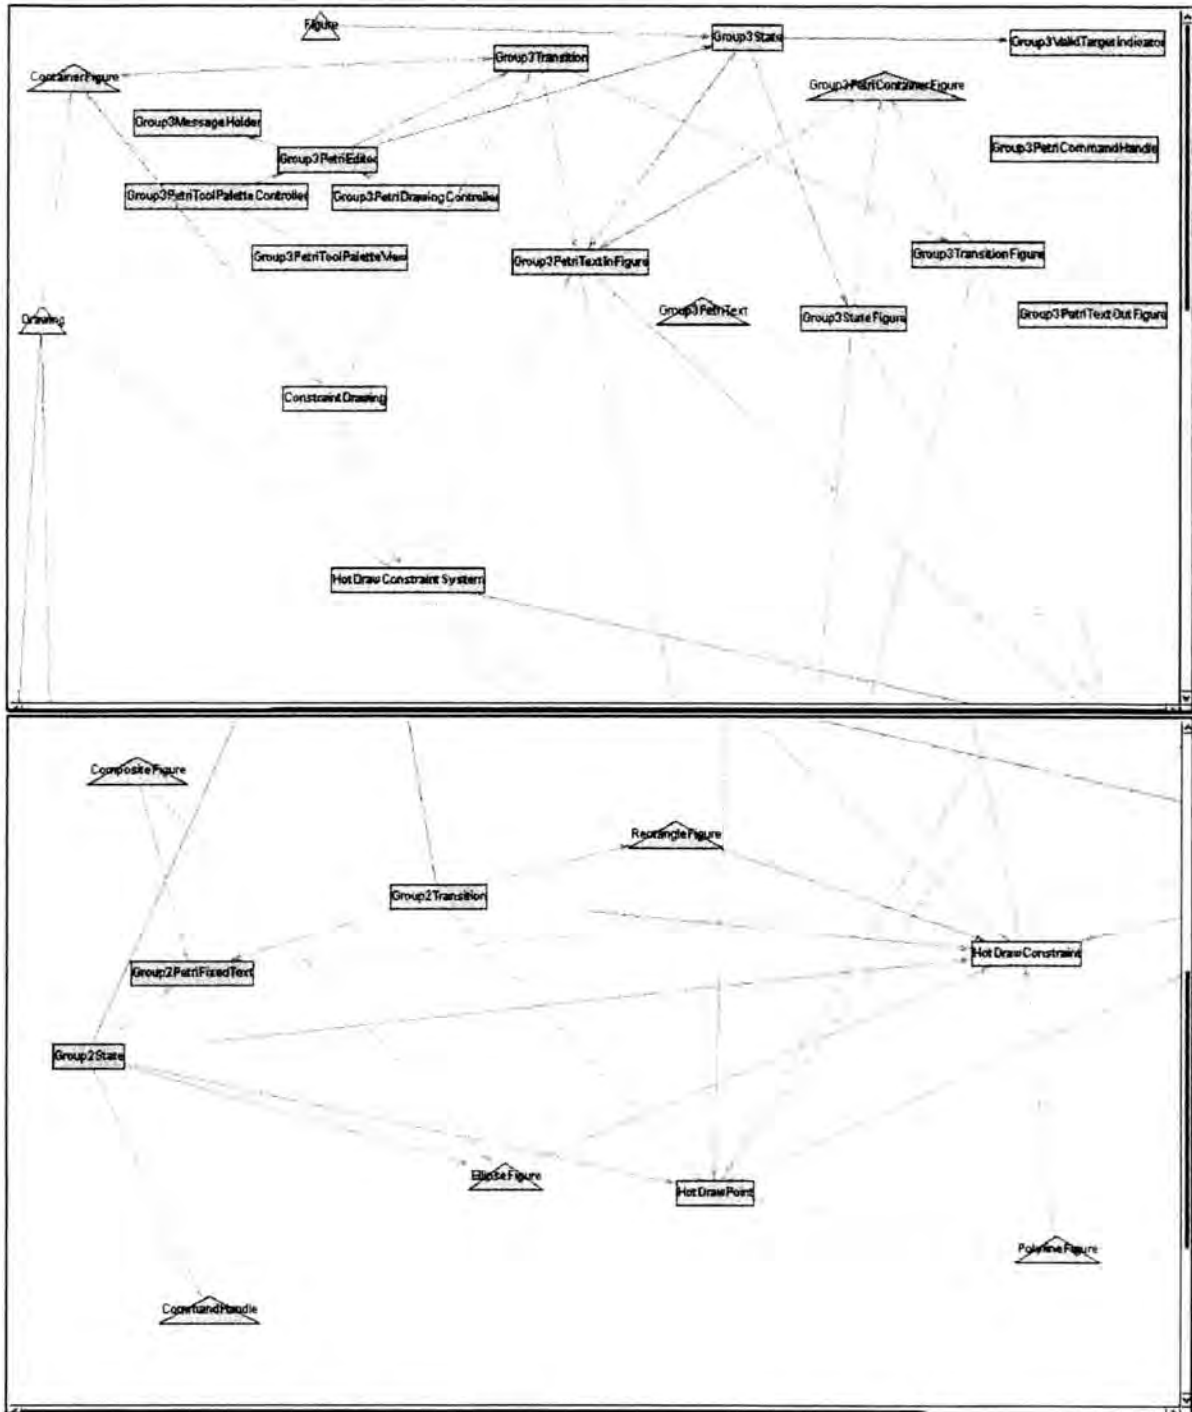 Figure
Group3State
Group3ValidTargetIndicator
Group3Transition
ContainerFigure
Group3PetriContainerFigure
Group3MessageHolder
Group3PetriCommandHandle
Group3PetriEditor
Group3PetriToolPaletteController
Group3PetriDrawingController
Group3PetriToolPaletteView
Group3PetriTextInFigure
Group3TransitionFigure
Group3PetriText
Drawing
Group3StateFigure
Group3PetriTextOutFigure
ConstraintDrawing
HotDrawConstraintSystem
CompositeFigure
RectangleFigure
Group2Transition
HotDrawConstraint
Group2PetriFixedText
Group2State
EllipseFigure
HotDrawPoint
PolylineFigure
CommandHandle